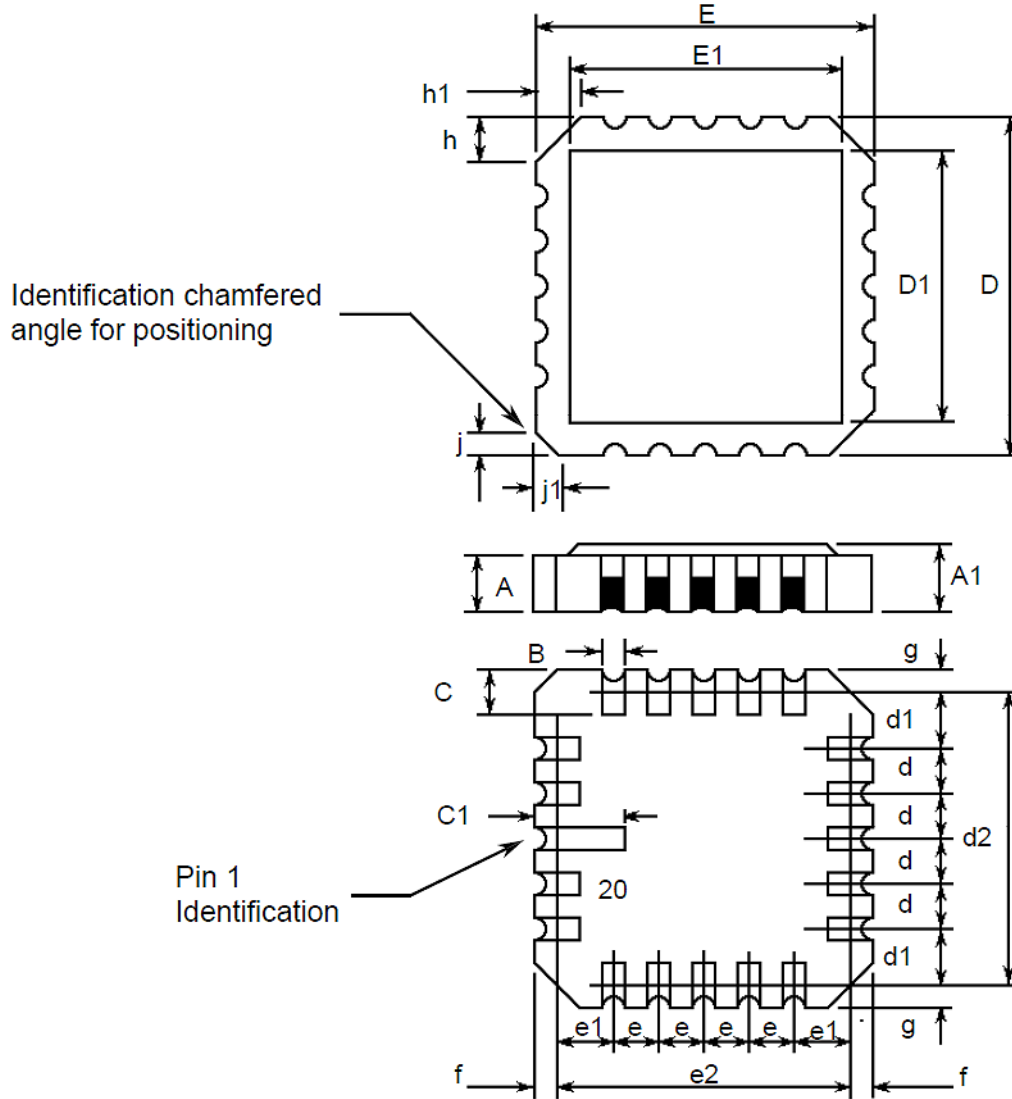 E
E1
h1
h
Identification chamfered
angle for positioning
D1
D
j
j1
A
A1
B
g
C
d1
d
C1
d
d2
d
Pin 1
Identification
20
d
d1
e1 e e e e e1
g
f
e2
f